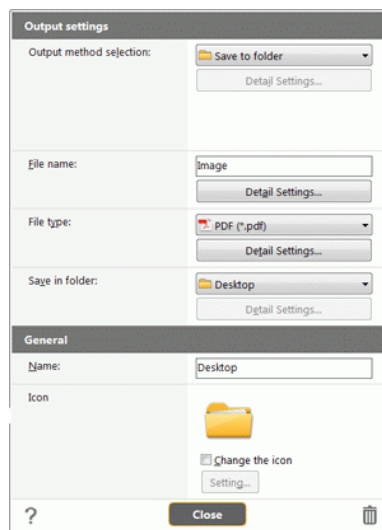 Output settings
Output method selection:
Save to folder
Detail Settings...
File name:
Image
Detail Settings...
File type:
PDF (*.pdf)
Detail Settings...
Save in folder:
Desktop
Detail Settings...
General
Name:
Desktop
Icon
Change the icon
Setting...
?
Close